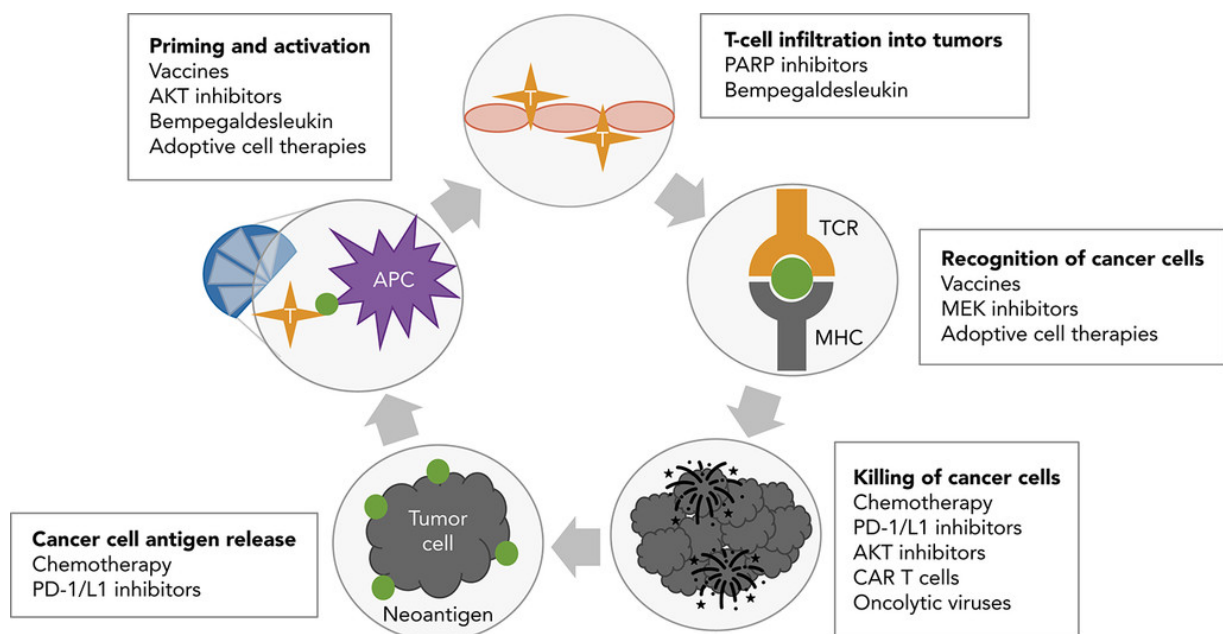 Priming and activation
Vaccines
AKT inhibitors
Bempegaldesleukin
Adoptive cell therapies
T
T
T-cell infiltration into tumors
PARP inhibitors
Bempegaldesleukin
APC
T
TCR
MHC
Recognition of cancer cells
Vaccines
MEK inhibitors
Adoptive cell therapies
Killing of cancer cells
Chemotherapy
PD-1/L1 inhibitors
AKT inhibitors
CAR T cells
Oncolytic viruses
Tumor
cell
Neoantigen
Cancer cell antigen release
Chemotherapy
PD-1/L1 inhibitors